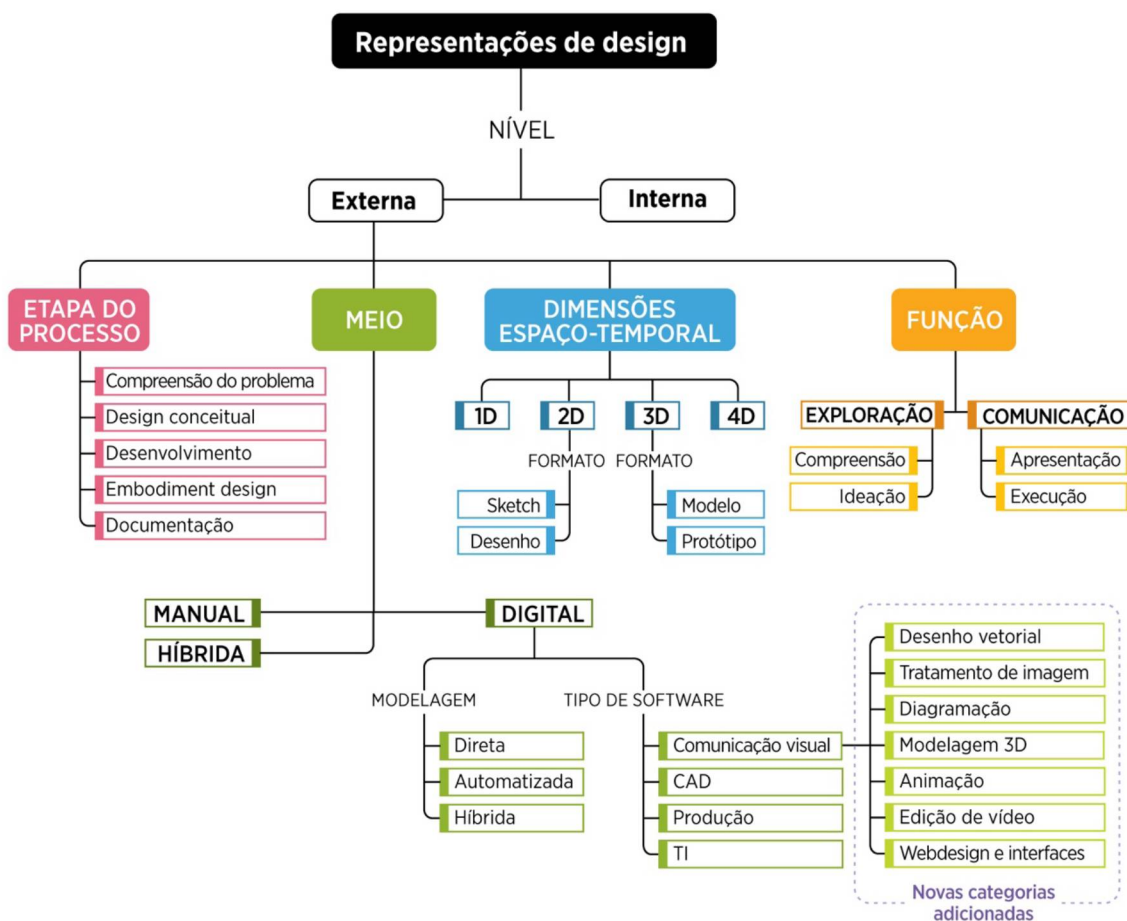 Representações de design
NÍVEL
Externa
Interna
ETAPA DO
PROCESSO
Compreensão do problema
Design conceitual
Desenvolvimento
Embodiment design
Documentação
MEIO
DIMENSÕES
ESPAÇO-TEMPORAL
1D
2D
3D
4D
FORMATO
FORMATO
Sketch
Desenho
Modelo
Protótipo
FUNÇÃO
EXPLORAÇÃO
COMUNICAÇÃO
Compreensão
Ideação
Apresentação
Execução
MANUAL
HÍBRIDA
DIGITAL
MODELAGEM
Direta
Automatizada
Híbrida
TIPO DE SOFTWARE
Comunicação visual
CAD
Produção
TI
Desenho vetorial
Tratamento de imagem
Diagramação
Modelagem 3D
Animação
Edição de vídeo
Webdesign e interfaces
Novas categorias
adicionadas